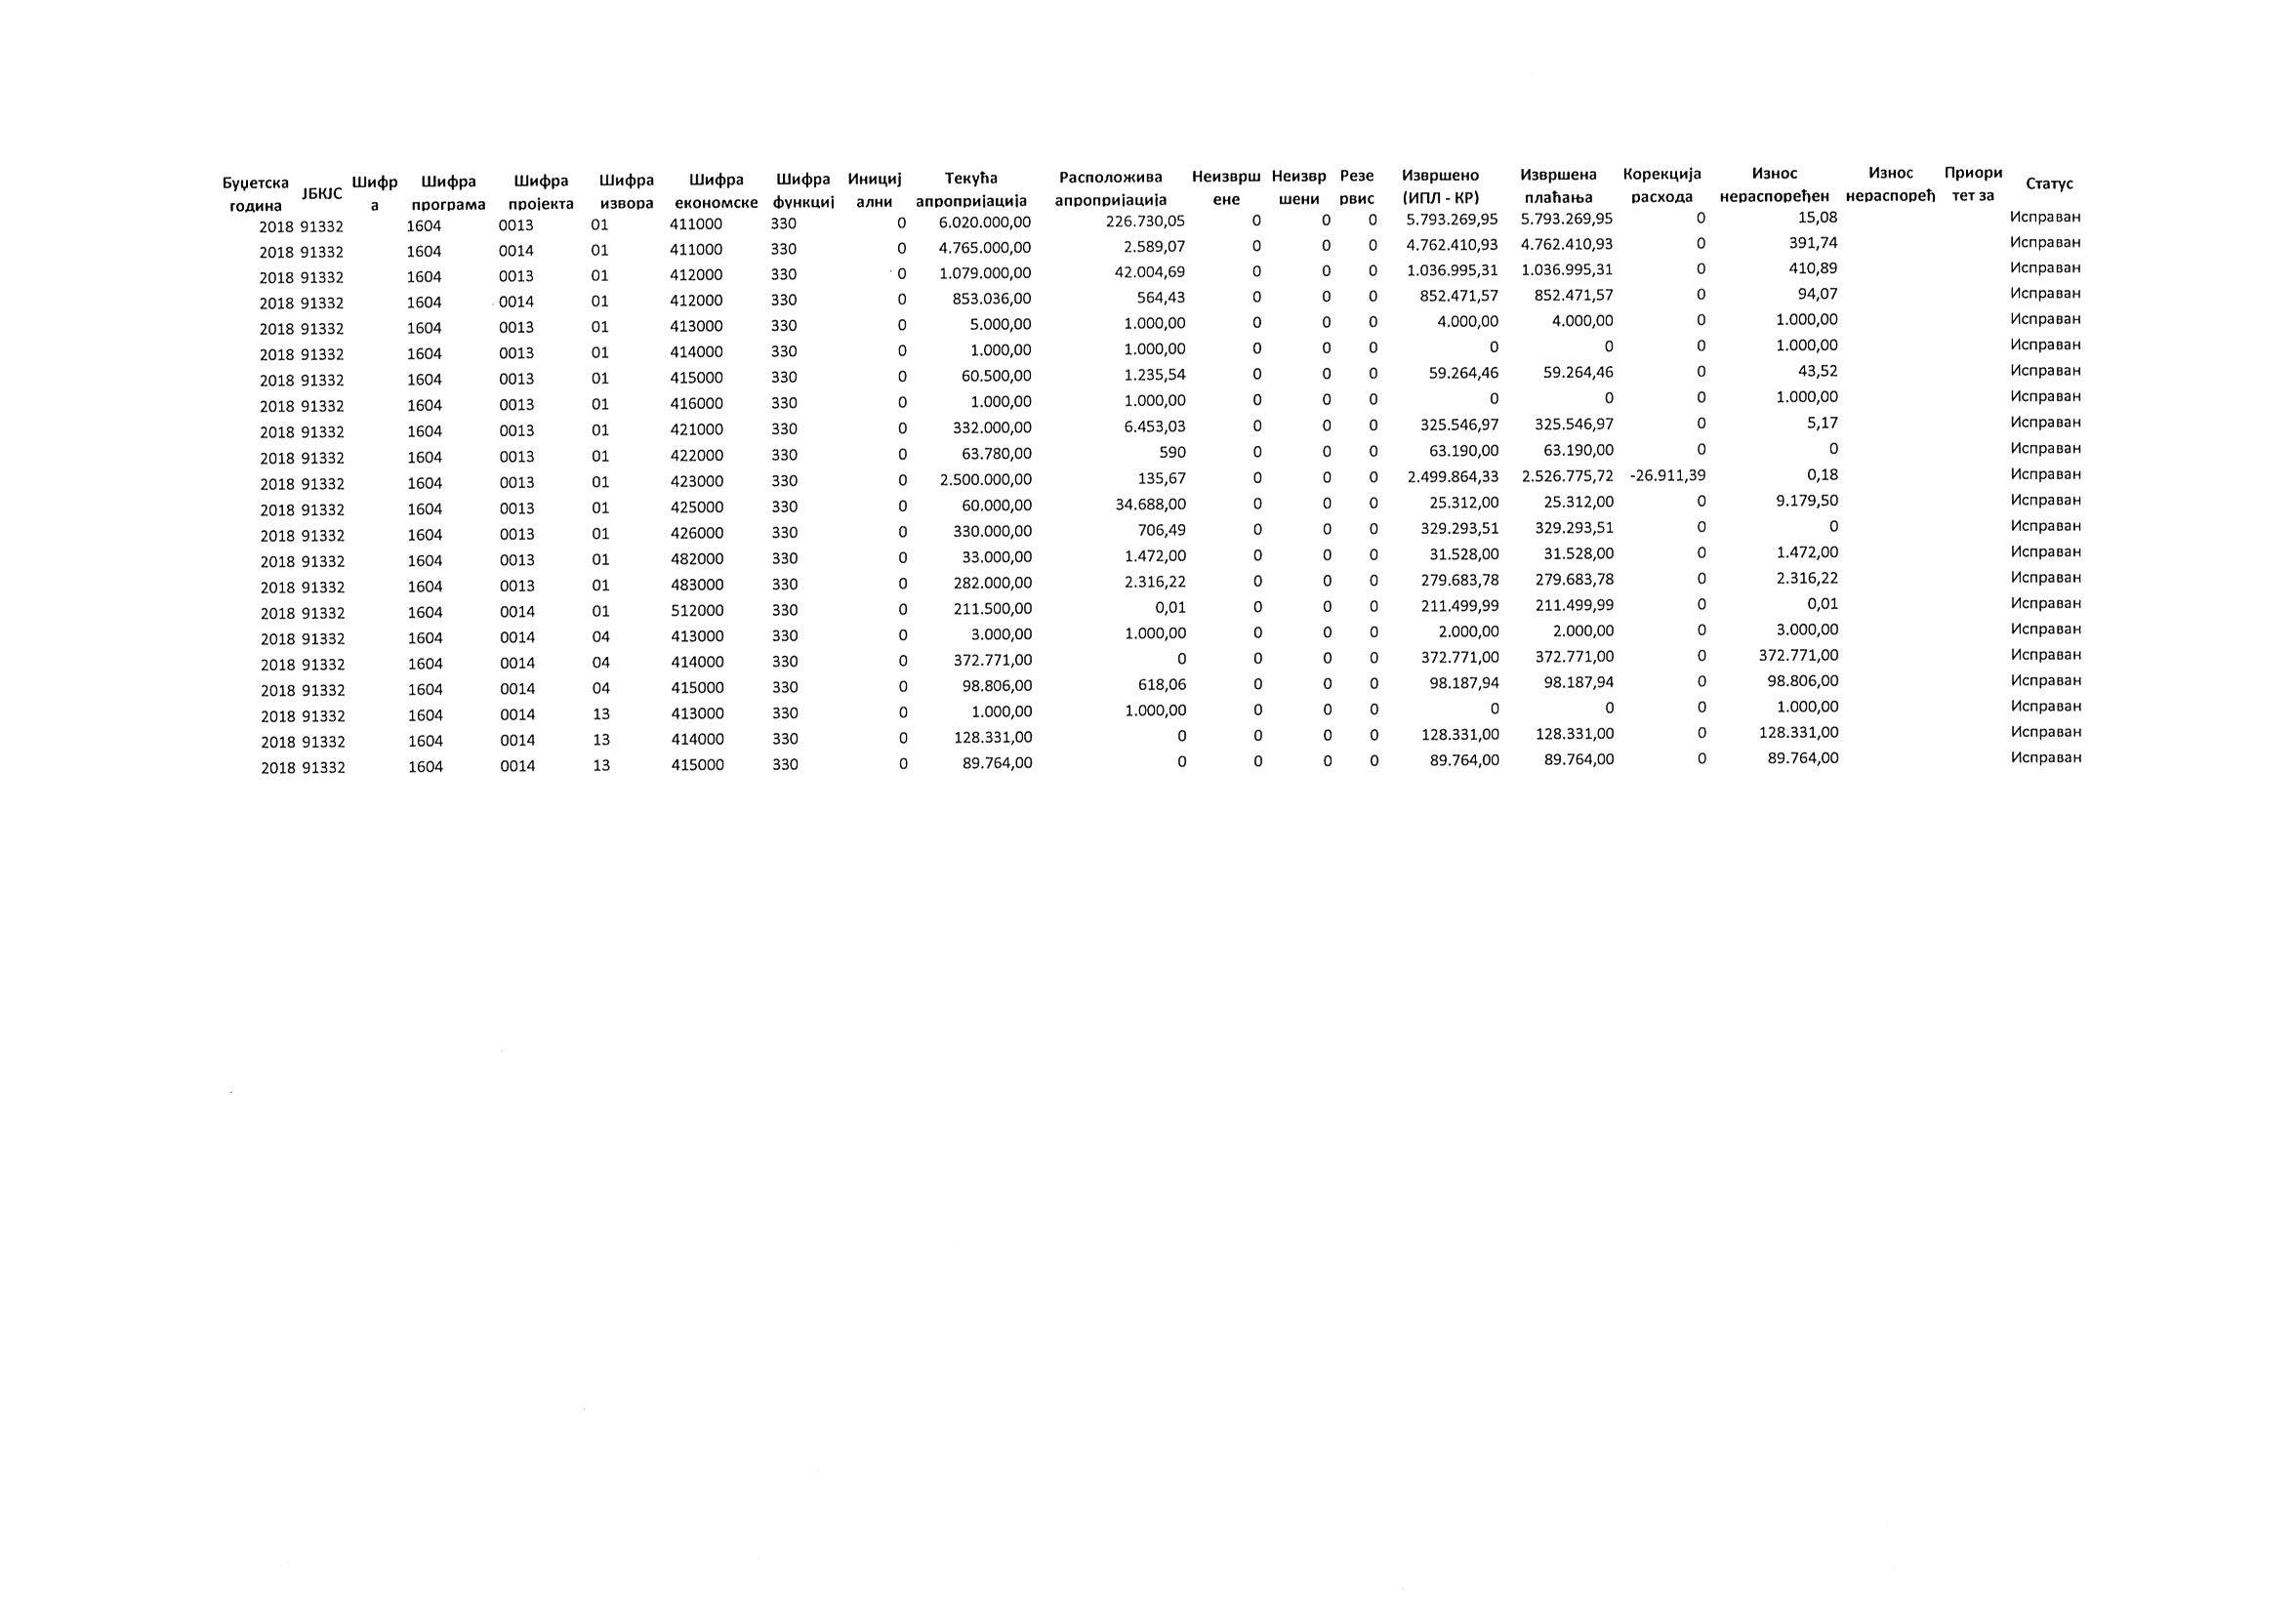 Буџетска година ЈБКЈС Шифра Шифра програма Шифра пројекта Шифра извора Шифра економске Шифра функциј Иницијални Текућа апропријација Расположива апропријација Неизвршене Неизвршени Резервис Извршено (ИПЛ - КР) Извршена плаћања Корекција расхода Износ нераспоређен Износ нераспоређ Приоритет за Статус
2018 91332 1604 0013 01 411000 330 0 6.020.000,00 226.730,05 0 0 0 5.793.269,95 5.793.269,95 0 15,08 Исправан
2018 91332 1604 0014 01 411000 330 0 4.765.000,00 2.589,07 0 0 0 4.762.410,93 4.762.410,93 0 391,74 Исправан
2018 91332 1604 0013 01 412000 330 0 1.079.000,00 42.004,69 0 0 0 1.036.995,31 1.036.995,31 0 410,89 Исправан
2018 91332 1604 0014 01 412000 330 0 853.036,00 564,43 0 0 0 852.471,57 852.471,57 0 94,07 Исправан
2018 91332 1604 0013 01 413000 330 0 5.000,00 1.000,00 0 0 0 4.000,00 4.000,00 0 1.000,00 Исправан
2018 91332 1604 0013 01 414000 330 0 1.000,00 1.000,00 0 0 0 0 0 0 1.000,00 Исправан
2018 91332 1604 0013 01 415000 330 0 60.500,00 1.235,54 0 0 0 59.264,46 59.264,46 0 43,52 Исправан
2018 91332 1604 0013 01 416000 330 0 1.000,00 1.000,00 0 0 0 0 0 0 1.000,00 Исправан
2018 91332 1604 0013 01 421000 330 0 332.000,00 6.453,03 0 0 0 325.546,97 325.546,97 0 5,17 Исправан
2018 91332 1604 0013 01 422000 330 0 63.780,00 590 0 0 0 63.190,00 63.190,00 0 0 Исправан
2018 91332 1604 0013 01 423000 330 0 2.500.000,00 135,67 0 0 0 2.499.864,33 2.526.775,72 -26.911,39 0,18 Исправан
2018 91332 1604 0013 01 425000 330 0 60.000,00 34.688,00 0 0 0 25.312,00 25.312,00 0 9.179,50 Исправан
2018 91332 1604 0013 01 426000 330 0 330.000,00 706,49 0 0 0 329.293,51 329.293,51 0 0 Исправан
2018 91332 1604 0013 01 482000 330 0 33.000,00 1.472,00 0 0 0 31.528,00 31.528,00 0 1.472,00 Исправан
2018 91332 1604 0013 01 483000 330 0 282.000,00 2.316,22 0 0 0 279.683,78 279.683,78 0 2.316,22 Исправан
2018 91332 1604 0014 01 512000 330 0 211.500,00 0,01 0 0 0 211.499,99 211.499,99 0 0,01 Исправан
2018 91332 1604 0014 04 413000 330 0 3.000,00 1.000,00 0 0 0 2.000,00 2.000,00 0 3.000,00 Исправан
2018 91332 1604 0014 04 414000 330 0 372.771,00 0 0 0 0 372.771,00 372.771,00 0 372.771,00 Исправан
2018 91332 1604 0014 04 415000 330 0 98.806,00 618,06 0 0 0 98.187,94 98.187,94 0 98.806,00 Исправан
2018 91332 1604 0014 13 413000 330 0 1.000,00 1.000,00 0 0 0 0 0 0 1.000,00 Исправан
2018 91332 1604 0014 13 414000 330 0 128.331,00 0 0 0 0 128.331,00 128.331,00 0 128.331,00 Исправан
2018 91332 1604 0014 13 415000 330 0 89.764,00 0 0 0 0 89.764,00 89.764,00 0 89.764,00 Исправан